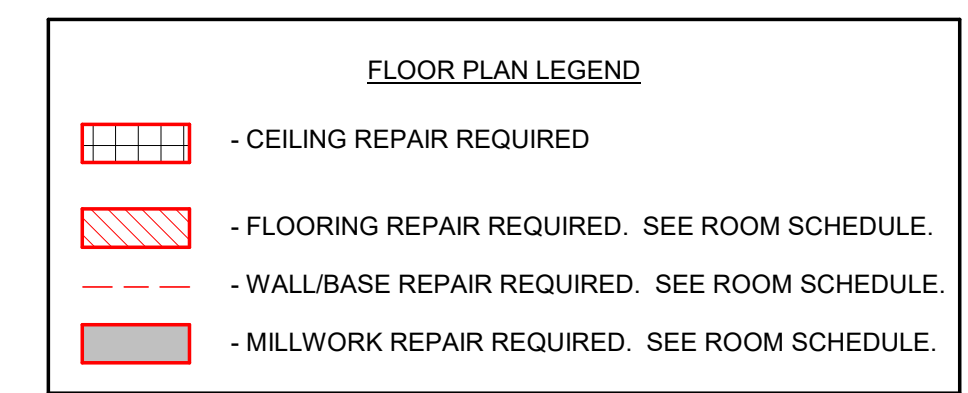 FLOOR PLAN LEGEND
- CEILING REPAIR REQUIRED
- FLOORING REPAIR REQUIRED.  SEE ROOM SCHEDULE.
- WALL/BASE REPAIR REQUIRED.  SEE ROOM SCHEDULE.
- MILLWORK REPAIR REQUIRED.  SEE ROOM SCHEDULE.